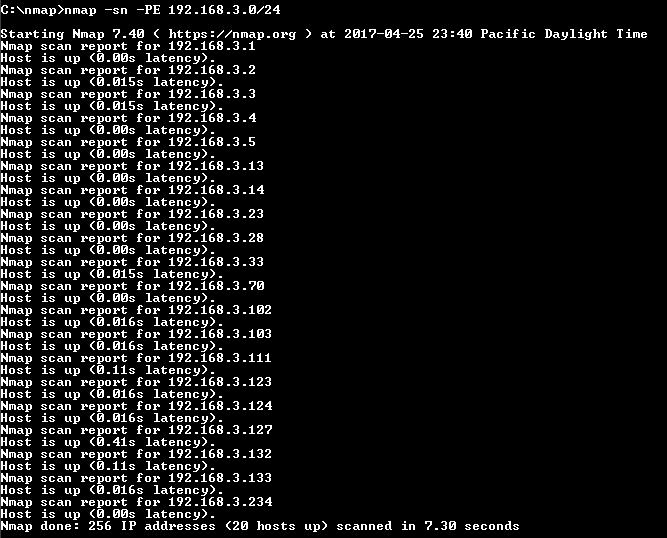 C:\nmap>nmap -sn -PE 192.168.3.0/24
Starting Nmap 7.40 ( https://nmap.org ) at 2017-04-25 23:40 Pacific Daylight Time
Nmap scan report for 192.168.3.1
Host is up (0.00s latency).
Nmap scan report for 192.168.3.2
Host is up (0.015s latency).
Nmap scan report for 192.168.3.3
Host is up (0.015s latency).
Nmap scan report for 192.168.3.4
Host is up (0.00s latency).
Nmap scan report for 192.168.3.5
Host is up (0.00s latency).
Nmap scan report for 192.168.3.13
Host is up (0.00s latency).
Nmap scan report for 192.168.3.14
Host is up (0.00s latency).
Nmap scan report for 192.168.3.23
Host is up (0.00s latency).
Nmap scan report for 192.168.3.28
Host is up (0.00s latency).
Nmap scan report for 192.168.3.33
Host is up (0.015s latency).
Nmap scan report for 192.168.3.70
Host is up (0.00s latency).
Nmap scan report for 192.168.3.102
Host is up (0.016s latency).
Nmap scan report for 192.168.3.103
Host is up (0.016s latency).
Nmap scan report for 192.168.3.111
Host is up (0.11s latency).
Nmap scan report for 192.168.3.123
Host is up (0.016s latency).
Nmap scan report for 192.168.3.124
Host is up (0.016s latency).
Nmap scan report for 192.168.3.127
Host is up (0.41s latency).
Nmap scan report for 192.168.3.132
Host is up (0.11s latency).
Nmap scan report for 192.168.3.133
Host is up (0.016s latency).
Nmap scan report for 192.168.3.234
Host is up (0.00s latency).
Nmap done: 256 IP addresses (20 hosts up) scanned in 7.30 seconds